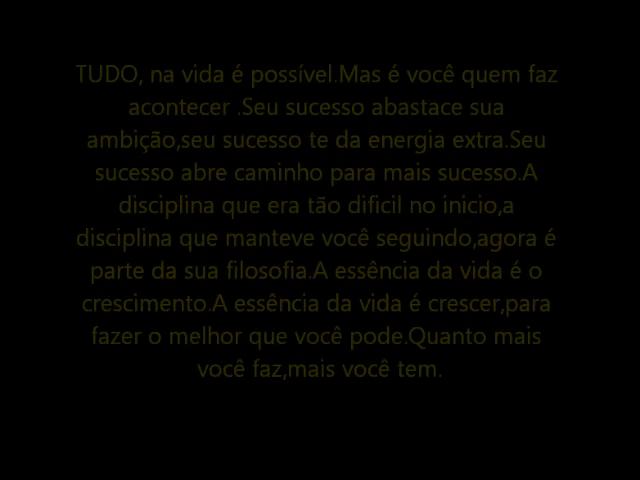 TUDO, na vida é possível.Mas é você quem faz
acontecer .Seu sucesso abastace sua
ambição,seu sucesso te da energia extra.Seu
sucesso abre caminho para mais sucesso.A
disciplina que era tão dificil no inicio,a
disciplina que manteve você seguindo,agora é
parte da sua filosofia.A essência da vida é o
crescimento.A essência da vida é crescer,para
fazer o melhor que você pode.Quanto mais
você faz,mais você tem.